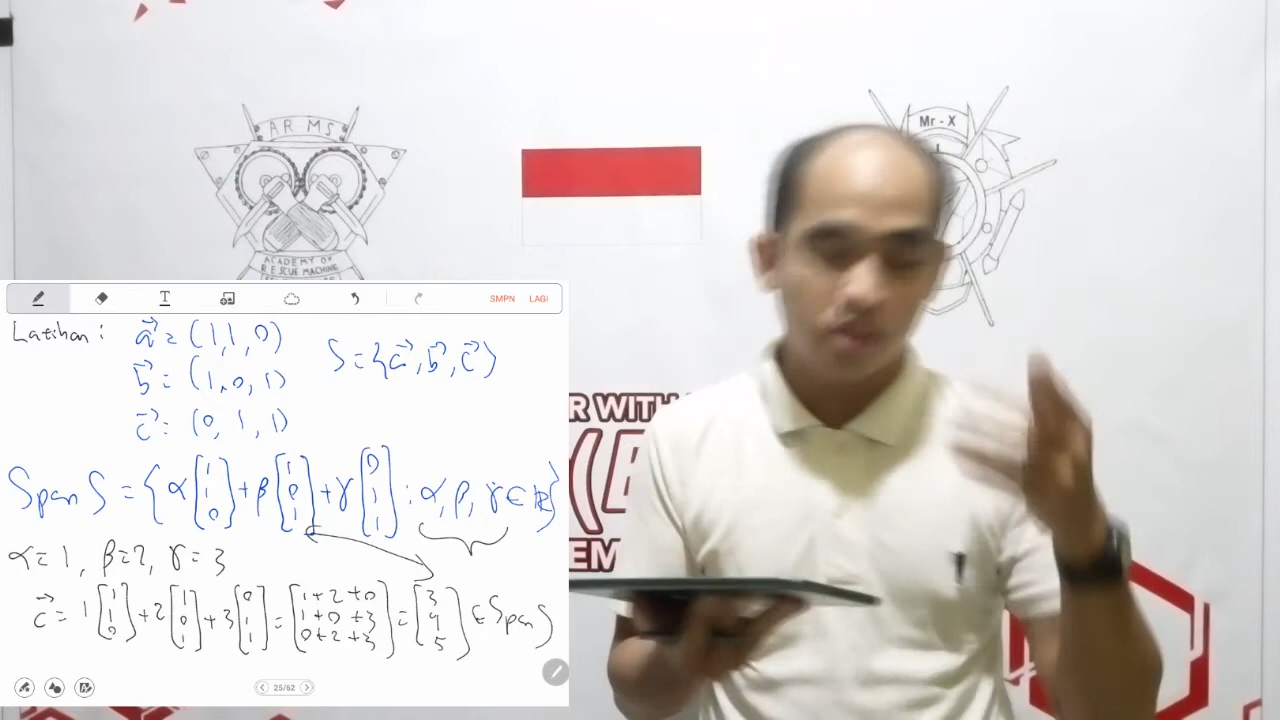 ARMS
ACADEMY OF
RESCUE MACHINE
Mr - X
SMPN LAGI
Latihan : a⃗ = (1,1,0)
b⃗ = (1,0,1)
c⃗ = (0,1,1)
S = {a⃗, b⃗, c⃗}
Span S = {α [1 1 0] + β [1 0 1] + γ [0 1 1] : α, β, γ ∈ ℝ}
α = 1, β = 2, γ = 3
c⃗ = 1 [1 1 0] + 2 [1 0 1] + 3 [0 1 1] = [1+2+0 1+0+3 0+2+3] = [3 4 5] ∈ Span S
25/62
R WITH
EM